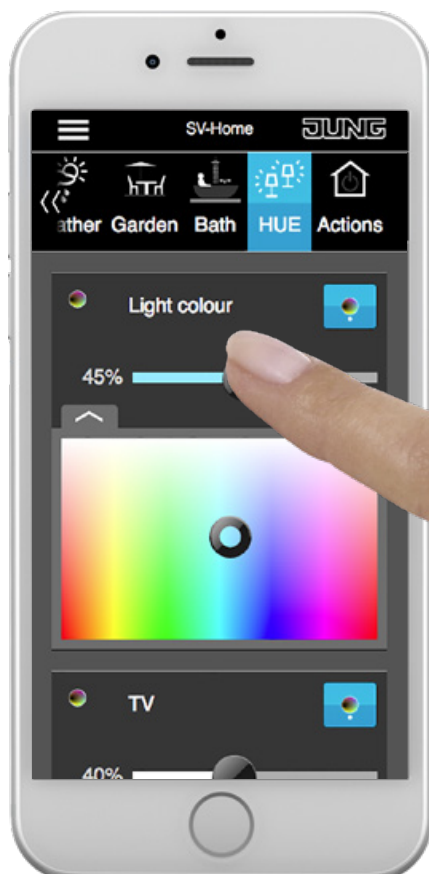 SV-Home
JUNG
ather Garden Bath HUE Actions
Light colour
45%
TV
40%